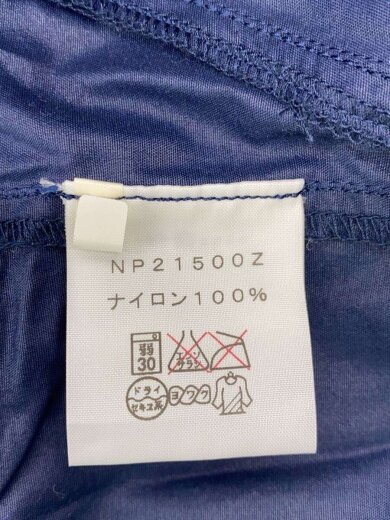 NP21500Z
ナイロン100%
弱
30
エンソ
サラシ
ドライ
セキユ系
ヨワク